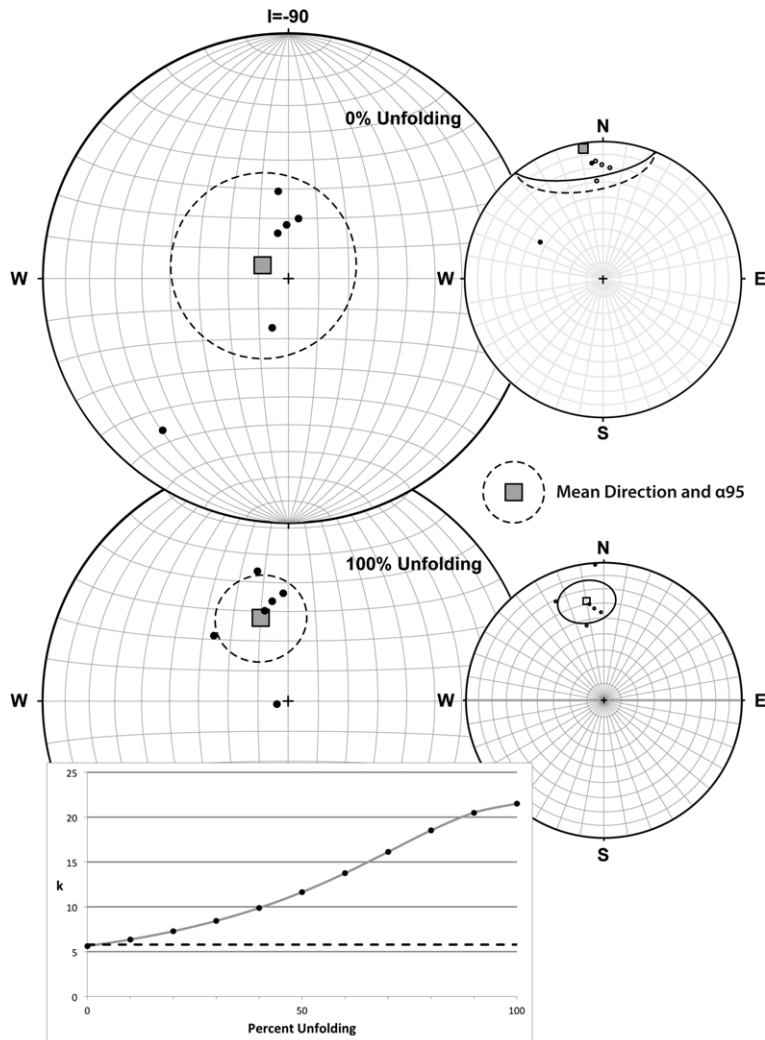 I=-90
0% Unfolding
N
W
W
E
S
Mean Direction and α95
100% Unfolding
N
W
W
E
S
25
20
15
k
10
5
0
0
50
100
Percent Unfolding